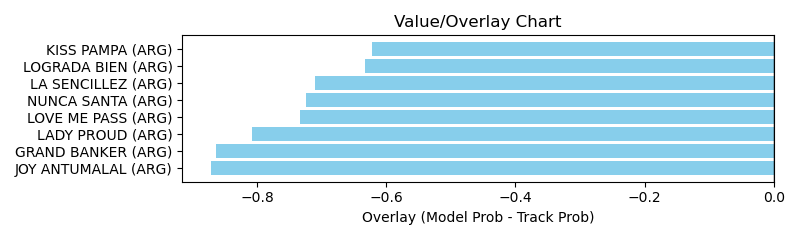 Value/Overlay Chart
KISS PAMPA (ARG)
LOGRADA BIEN (ARG)
LA SENCILLEZ (ARG)
NUNCA SANTA (ARG)
LOVE ME PASS (ARG)
LADY PROUD (ARG)
GRAND BANKER (ARG)
JOY ANTUMALAL (ARG)
−0.8 −0.6 −0.4 −0.2 0.0
Overlay (Model Prob - Track Prob)